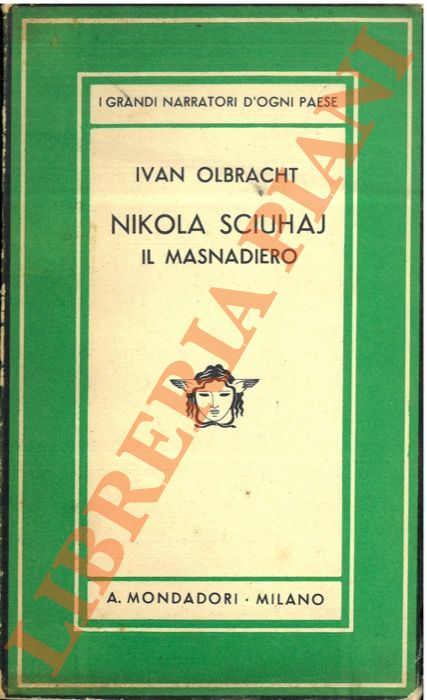 I GRANDI NARRATORI D'OGNI PAESE
IVAN OLBRACHT
NIKOLA SCIUHAJ
IL MASNADIERO
A. MONDADORI · MILANO
LIBRERIA PIANI